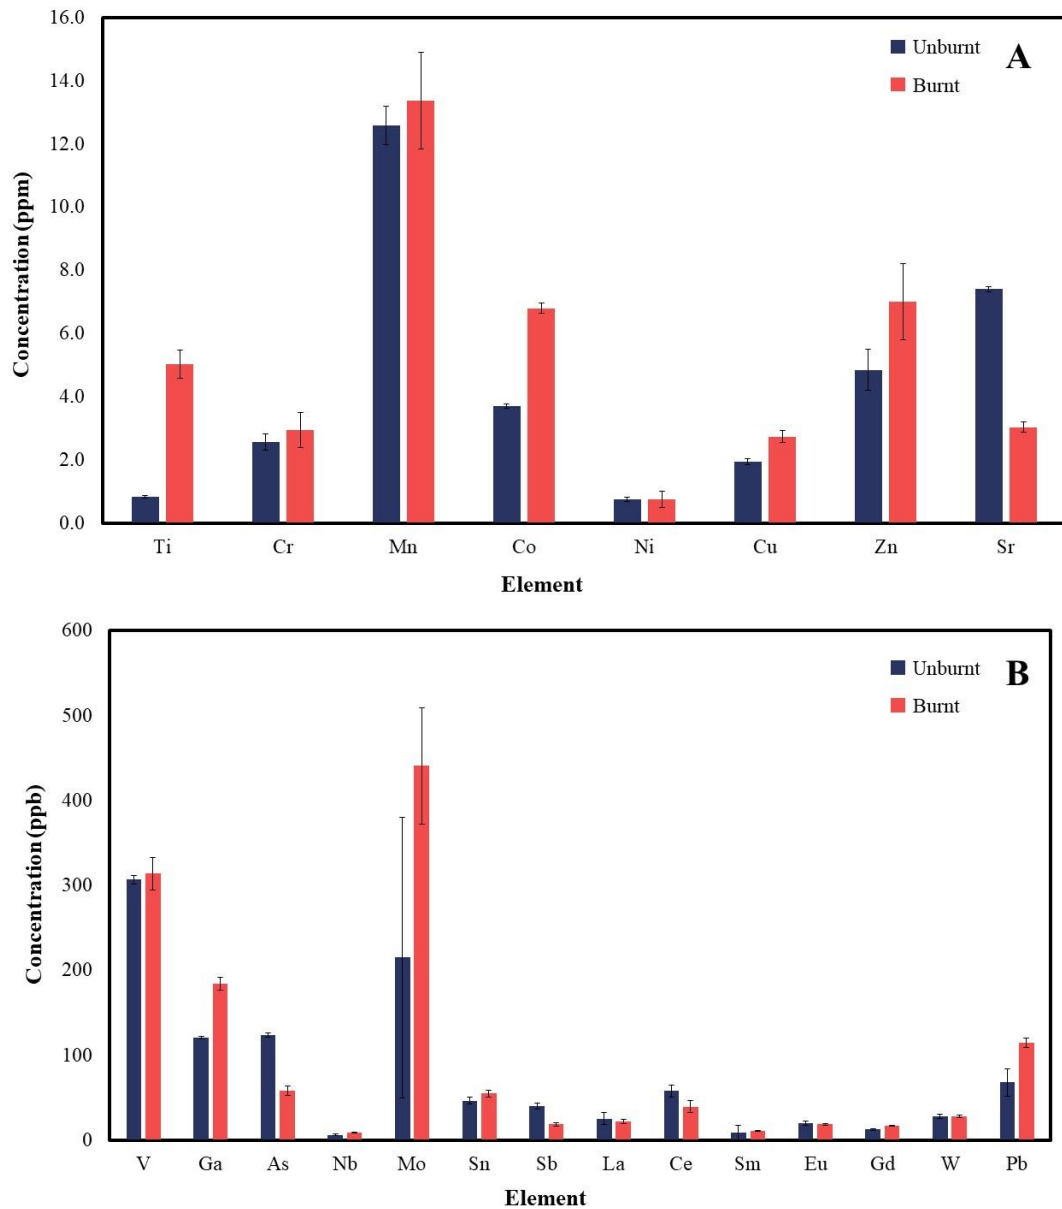 16.0
14.0
12.0
10.0
8.0
6.0
4.0
2.0
0.0
Concentration (ppm)
Unburnt
Burnt
A
Ti Cr Mn Co Ni Cu Zn Sr
Element
600
500
400
300
200
100
0
Concentration (ppb)
Unburnt
Burnt
B
V Ga As Nb Mo Sn Sb La Ce Sm Eu Gd W Pb
Element